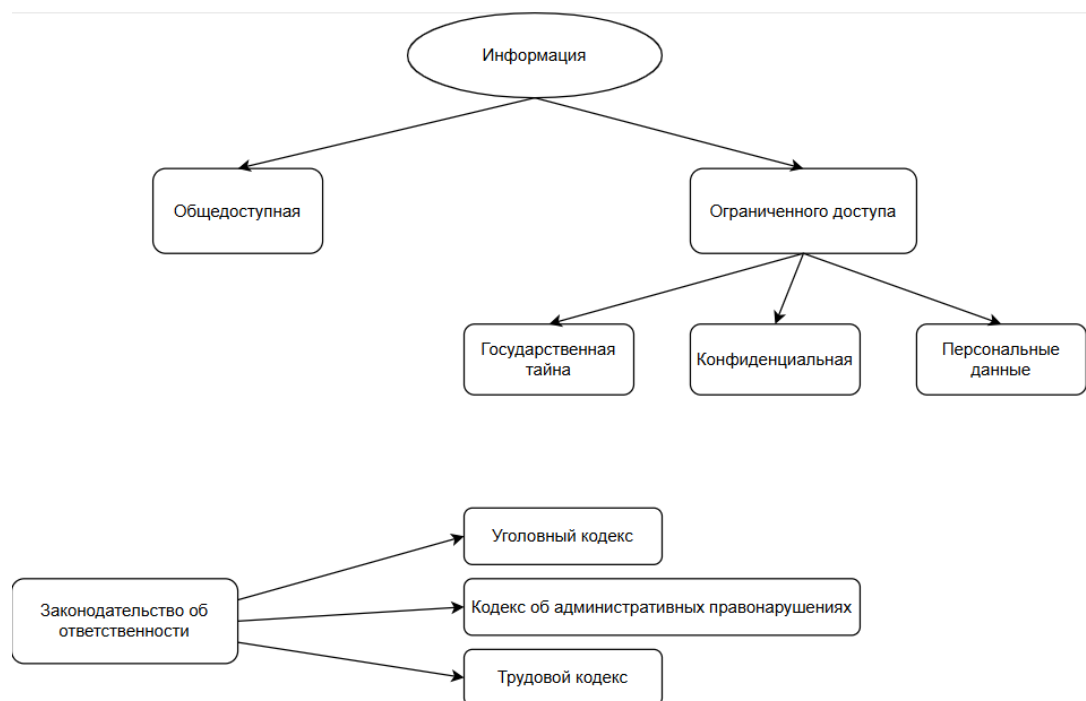 Информация
Общедоступная
Ограниченного доступа
Государственная
тайна
Конфиденциальная
Персональные
данные
Уголовный кодекс
Законодательство об
ответственности
Кодекс об административных правонарушениях
Трудовой кодекс